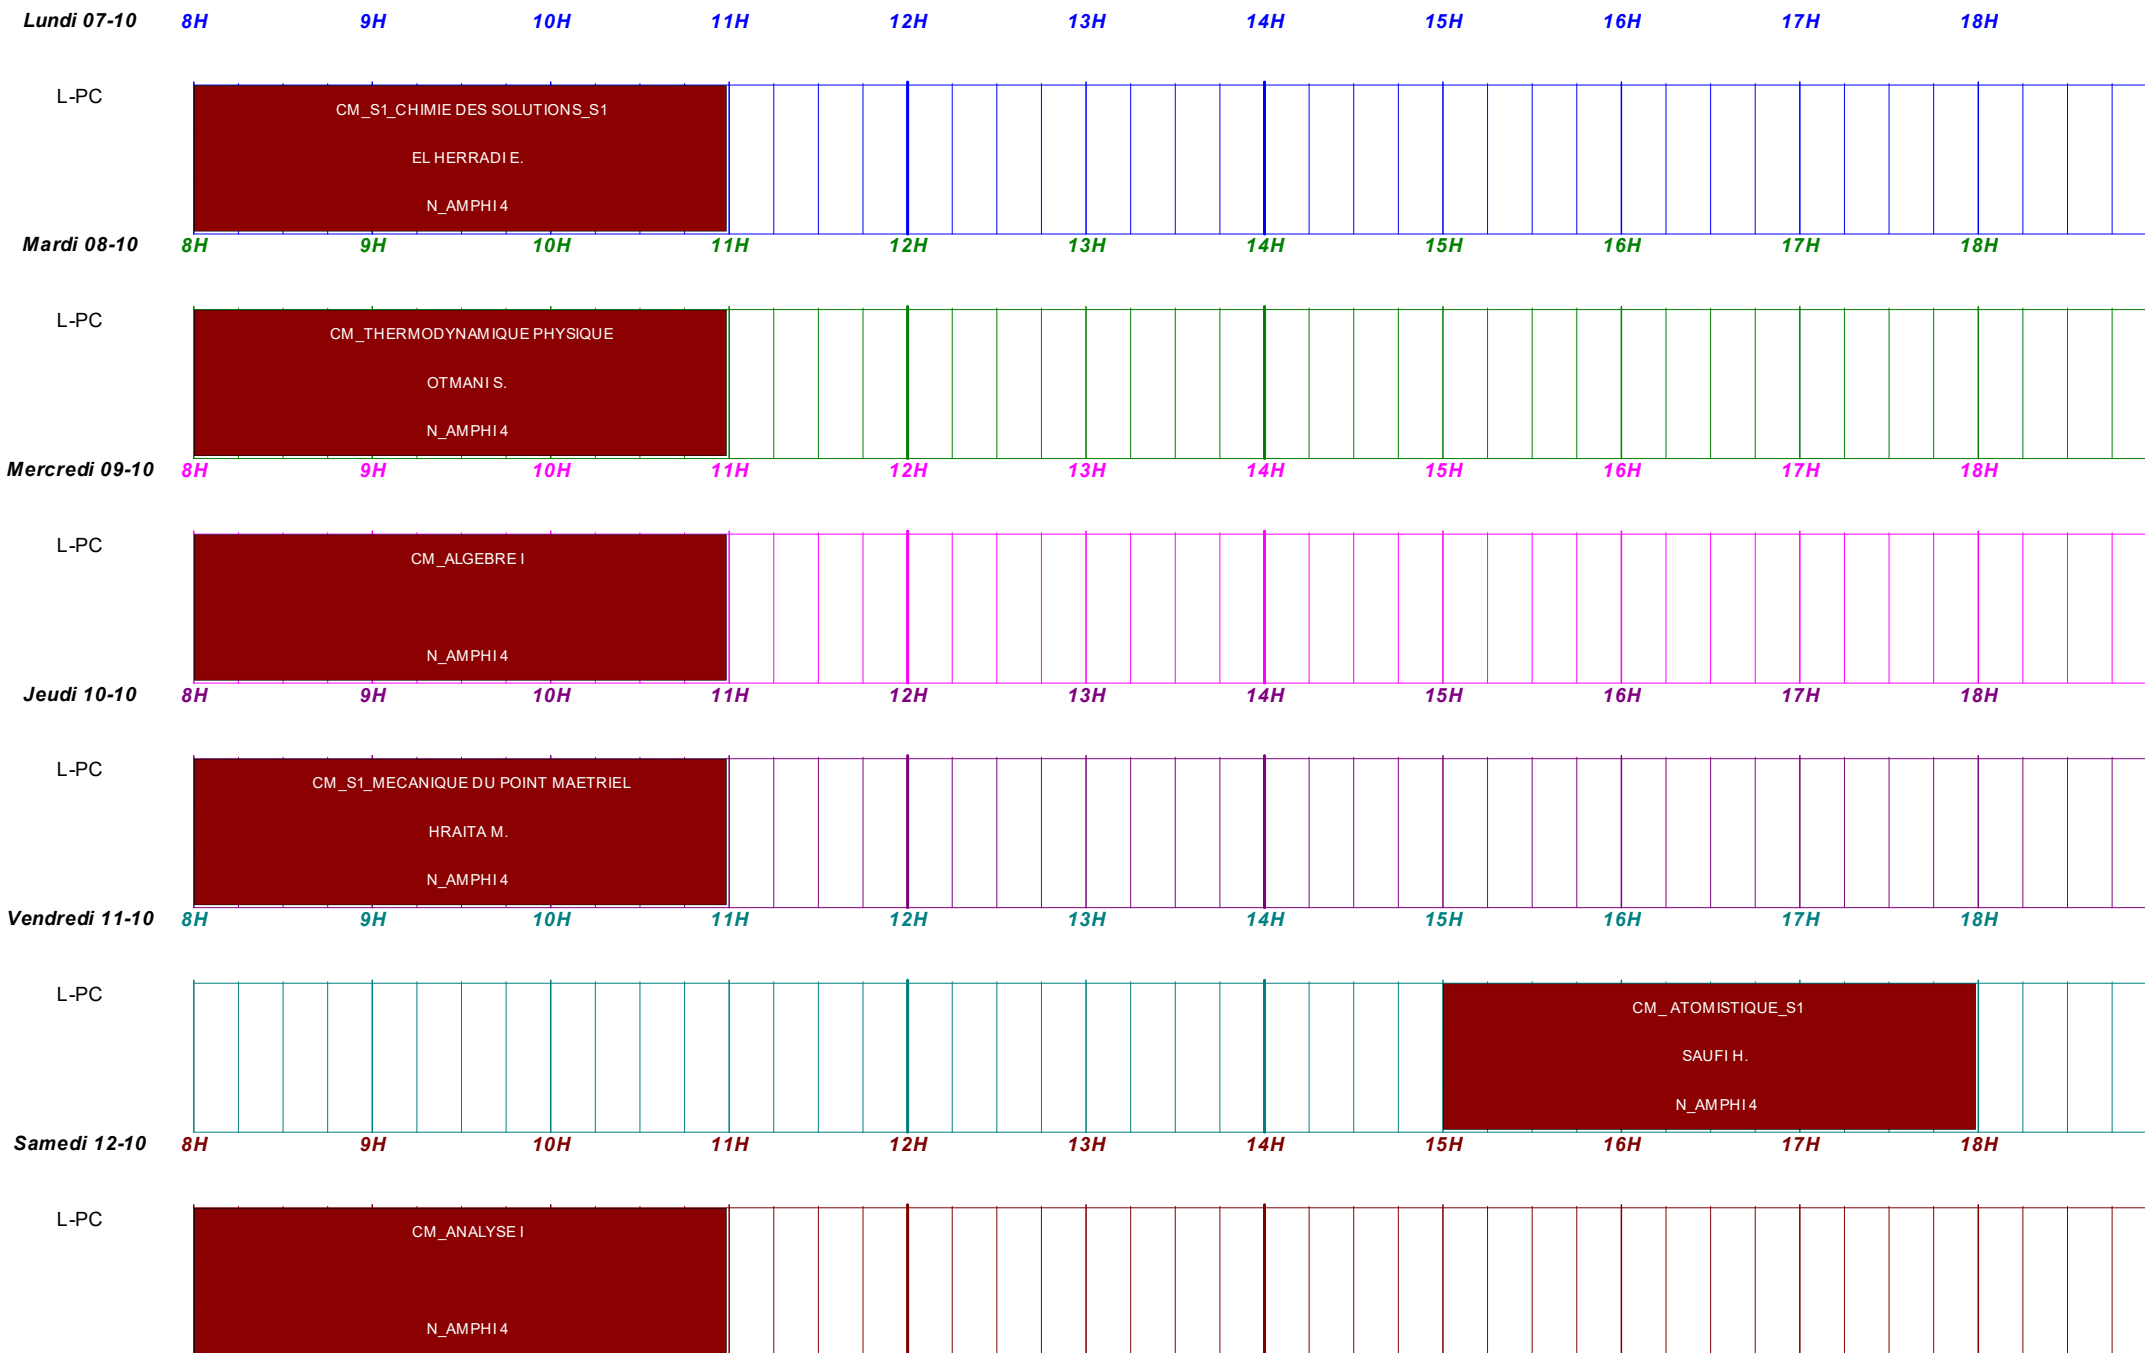 Lundi 07-10 8H 9H 10H 11H 12H 13H 14H 15H 16H 17H 18H
L-PC
CM_S1_CHIMIE DES SOLUTIONS_S1
EL HERRADI E.
N_AMPHI 4
Mardi 08-10 8H 9H 10H 11H 12H 13H 14H 15H 16H 17H 18H
L-PC
CM_THERMODYNAMIQUE PHYSIQUE
OTMANI S.
N_AMPHI 4
Mercredi 09-10 8H 9H 10H 11H 12H 13H 14H 15H 16H 17H 18H
L-PC
CM_ALGEBRE I
N_AMPHI 4
Jeudi 10-10 8H 9H 10H 11H 12H 13H 14H 15H 16H 17H 18H
L-PC
CM_S1_MECANIQUE DU POINT MAETRIEL
HRAITA M.
N_AMPHI 4
Vendredi 11-10 8H 9H 10H 11H 12H 13H 14H 15H 16H 17H 18H
L-PC
CM_ ATOMISTIQUE_S1
SAUFI H.
N_AMPHI 4
Samedi 12-10 8H 9H 10H 11H 12H 13H 14H 15H 16H 17H 18H
L-PC
CM_ANALYSE I
N_AMPHI 4